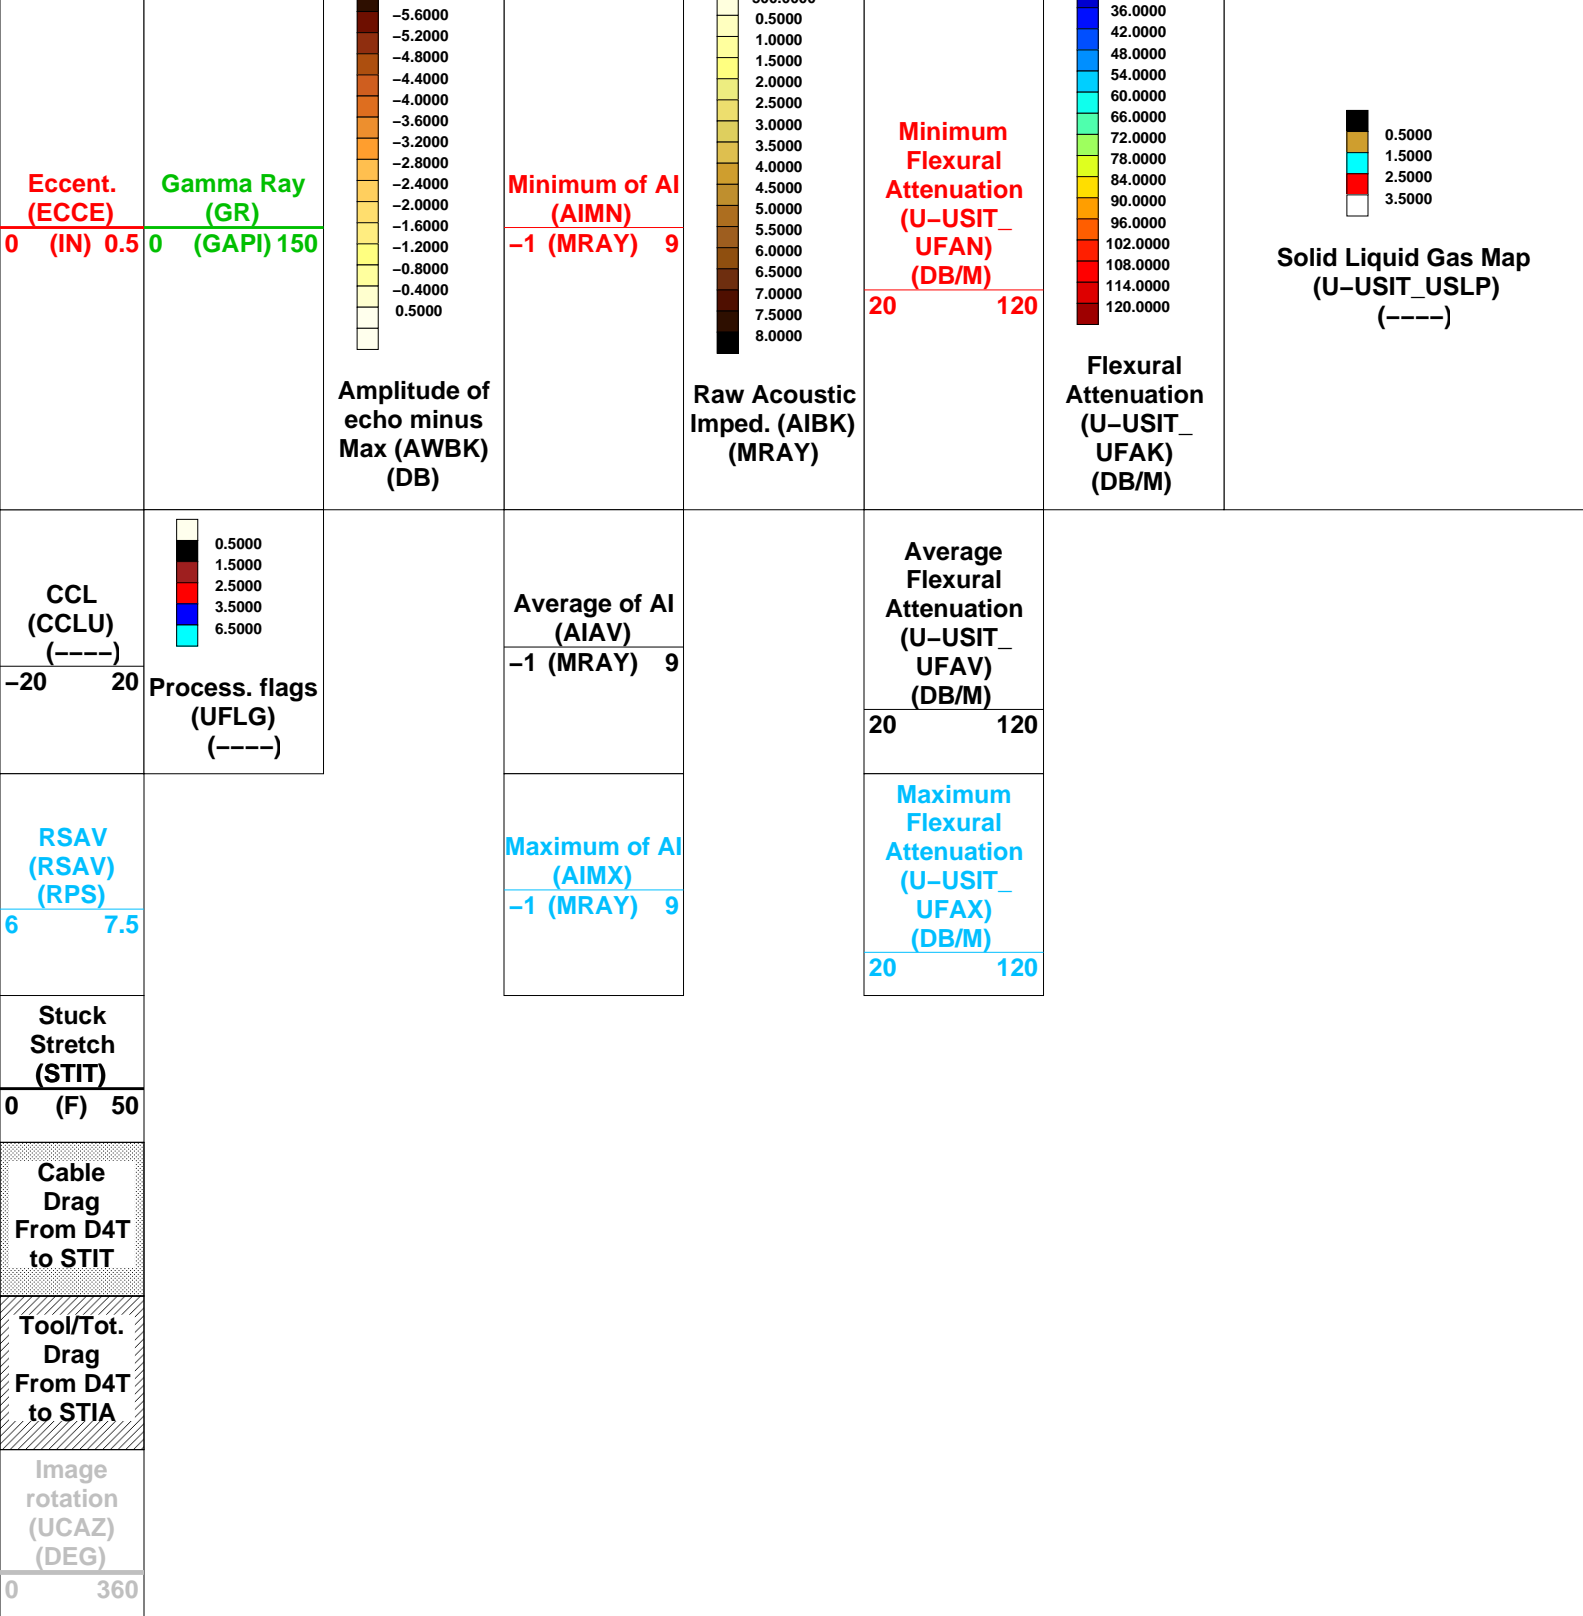 Eccent.
(ECCE)
0 (IN) 0.5
Gamma Ray
(GR)
0 (GAPI) 150
−5.6000
−5.2000
−4.8000
−4.4000
−4.0000
−3.6000
−3.2000
−2.8000
−2.4000
−2.0000
−1.6000
−1.2000
−0.8000
−0.4000
0.5000
Amplitude of
echo minus
Max (AWBK)
(DB)
Minimum of AI
(AIMN)
−1 (MRAY) 9
0.5000
1.0000
1.5000
2.0000
2.5000
3.0000
3.5000
4.0000
4.5000
5.0000
5.5000
6.0000
6.5000
7.0000
7.5000
8.0000
Raw Acoustic
Imped. (AIBK)
(MRAY)
Minimum
Flexural
Attenuation
(U−USIT_
UFAN)
(DB/M)
20 120
36.0000
42.0000
48.0000
54.0000
60.0000
66.0000
72.0000
78.0000
84.0000
90.0000
96.0000
102.0000
108.0000
114.0000
120.0000
Flexural
Attenuation
(U−USIT_
UFAK)
(DB/M)
0.5000
1.5000
2.5000
3.5000
Solid Liquid Gas Map
(U−USIT_USLP)
(−−−−)
CCL
(CCLU)
(−−−−)
−20 20
0.5000
1.5000
2.5000
3.5000
6.5000
Process. flags
(UFLG)
(−−−−)
Average of AI
(AIAV)
−1 (MRAY) 9
Average
Flexural
Attenuation
(U−USIT_
UFAV)
(DB/M)
20 120
RSAV
(RSAV)
(RPS)
6 7.5
Maximum of AI
(AIMX)
−1 (MRAY) 9
Maximum
Flexural
Attenuation
(U−USIT_
UFAX)
(DB/M)
20 120
Stuck
Stretch
(STIT)
0 (F) 50
Cable
Drag
From D4T
to STIT
Tool/Tot.
Drag
From D4T
to STIA
Image
rotation
(UCAZ)
(DEG)
0 360